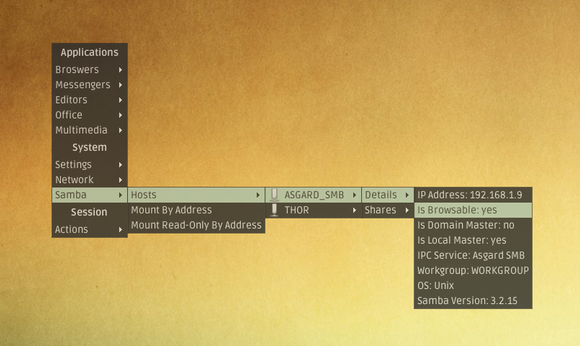 Applications
Broswers
Messengers
Editors
Office
Multimedia
System
Settings
Network
Samba
Session
Actions
Hosts
Mount By Address
Mount Read-Only By Address
ASGARD_SMB
THOR
Details
Shares
IP Address: 192.168.1.9
Is Browsable: yes
Is Domain Master: no
Is Local Master: yes
IPC Service: Asgard SMB
Workgroup: WORKGROUP
OS: Unix
Samba Version: 3.2.15